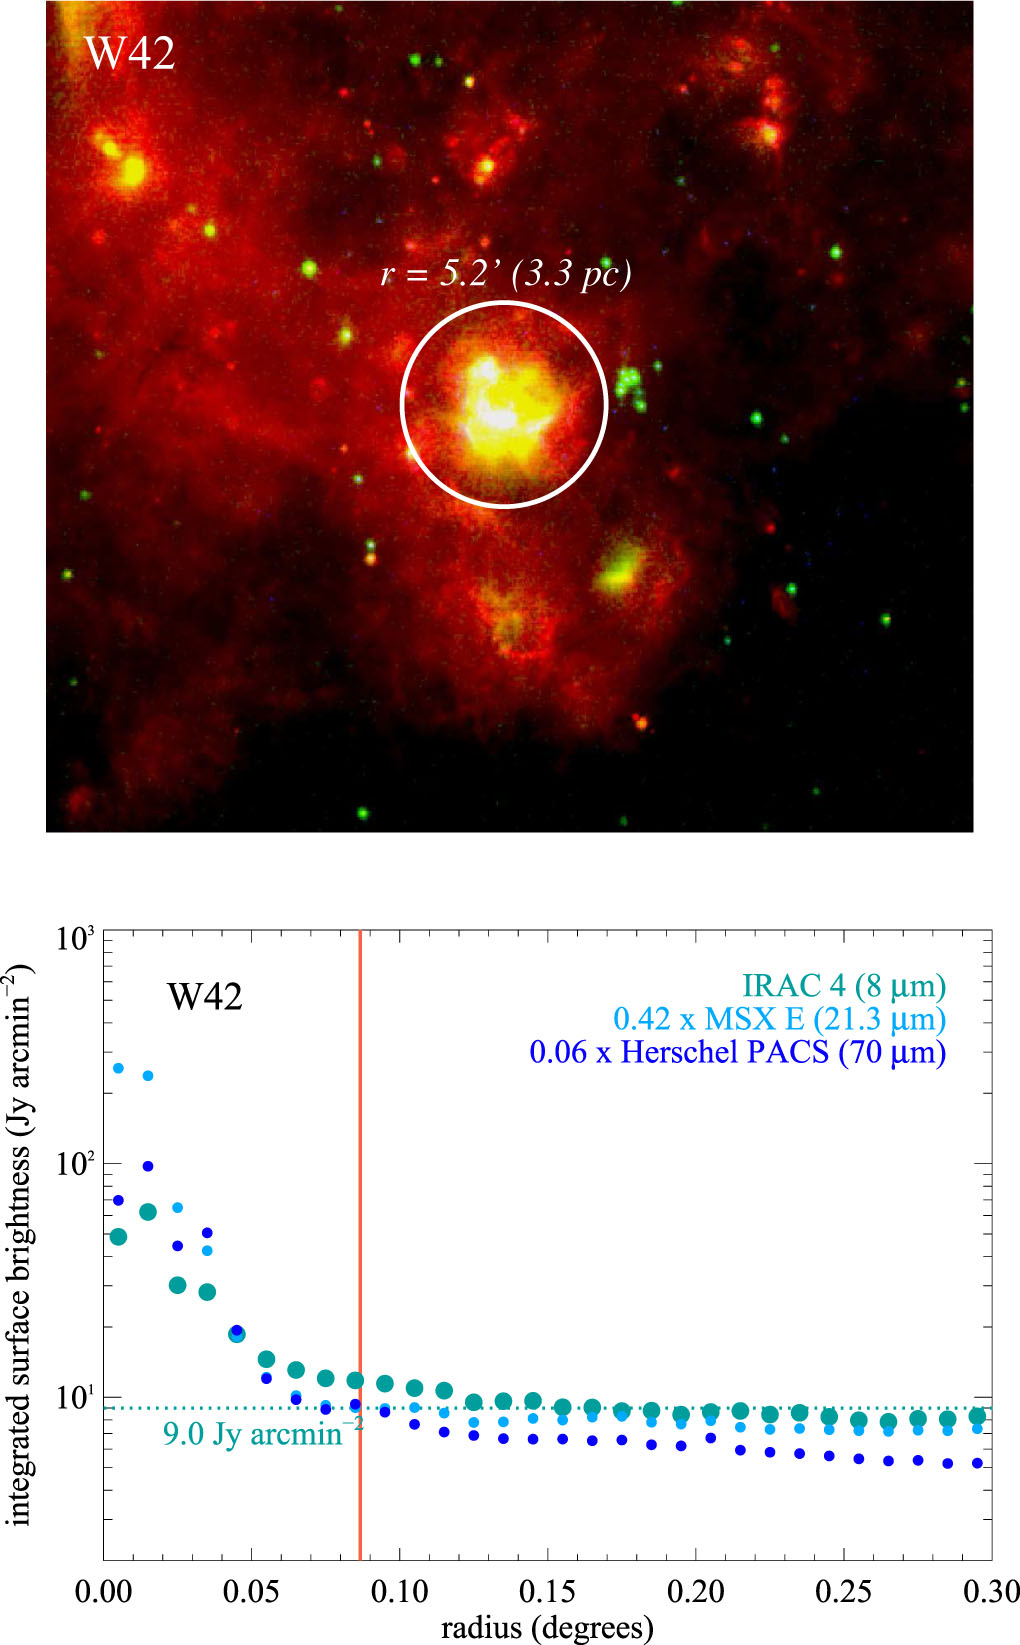 W42
r = 5.2’ (3.3 pc)
10³
W42
IRAC 4 (8 μm)
0.42 x MSX E (21.3 μm)
0.06 x Herschel PACS (70 μm)
10²
10¹
9.0 Jy arcmin⁻²
integrated surface brightness (Jy arcmin⁻²)
0.00 0.05 0.10 0.15 0.20 0.25 0.30
radius (degrees)